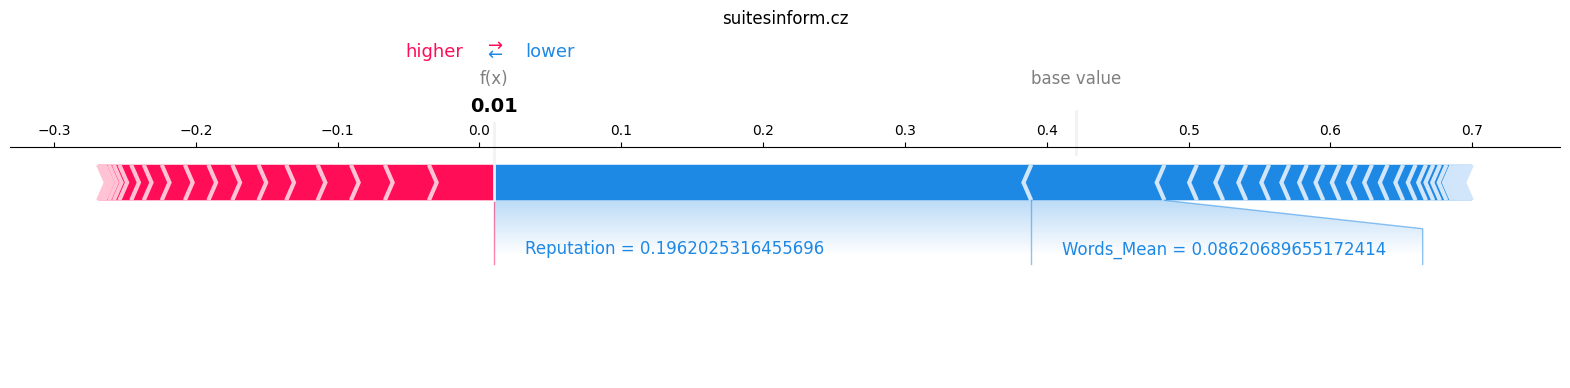 suitesinform.cz
higher → lower
←
f(x) base value
0.01
−0.3 −0.2 −0.1 0.0 0.1 0.2 0.3 0.4 0.5 0.6 0.7
Reputation = 0.1962025316455696 Words_Mean = 0.08620689655172414